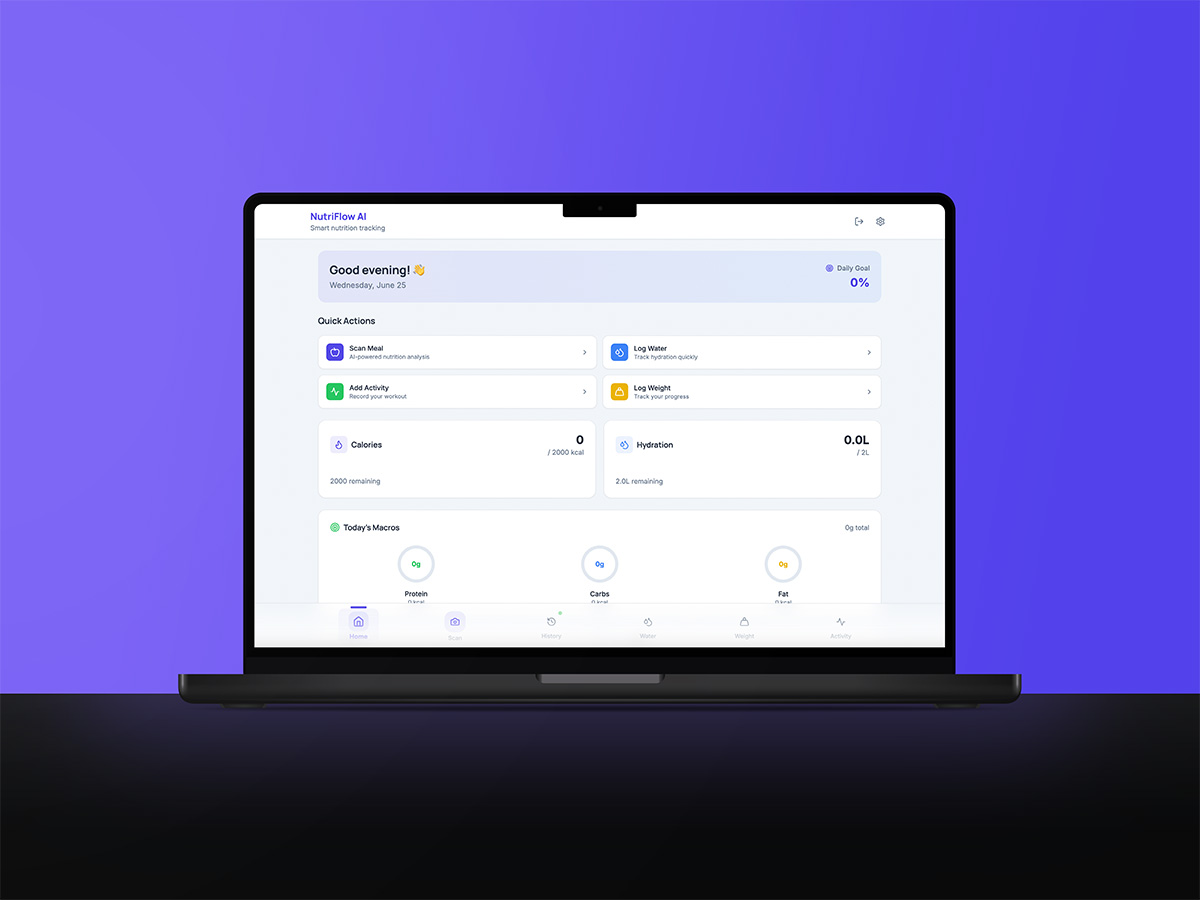 NutriFlow AI
Smart nutrition tracking
Good evening! 👋
Wednesday, June 25
Daily Goal
0%
Quick Actions
Scan Meal
AI-powered nutrition analysis
Log Water
Track hydration quickly
Add Activity
Record your workout
Log Weight
Track your progress
Calories
0
/ 2000 kcal
2000 remaining
Hydration
0.0L
/ 2L
2.0L remaining
Today's Macros
0g total
0g
Protein
0 kcal
0g
Carbs
0 kcal
0g
Fat
0 kcal
Home
Scan
History
Water
Weight
Activity